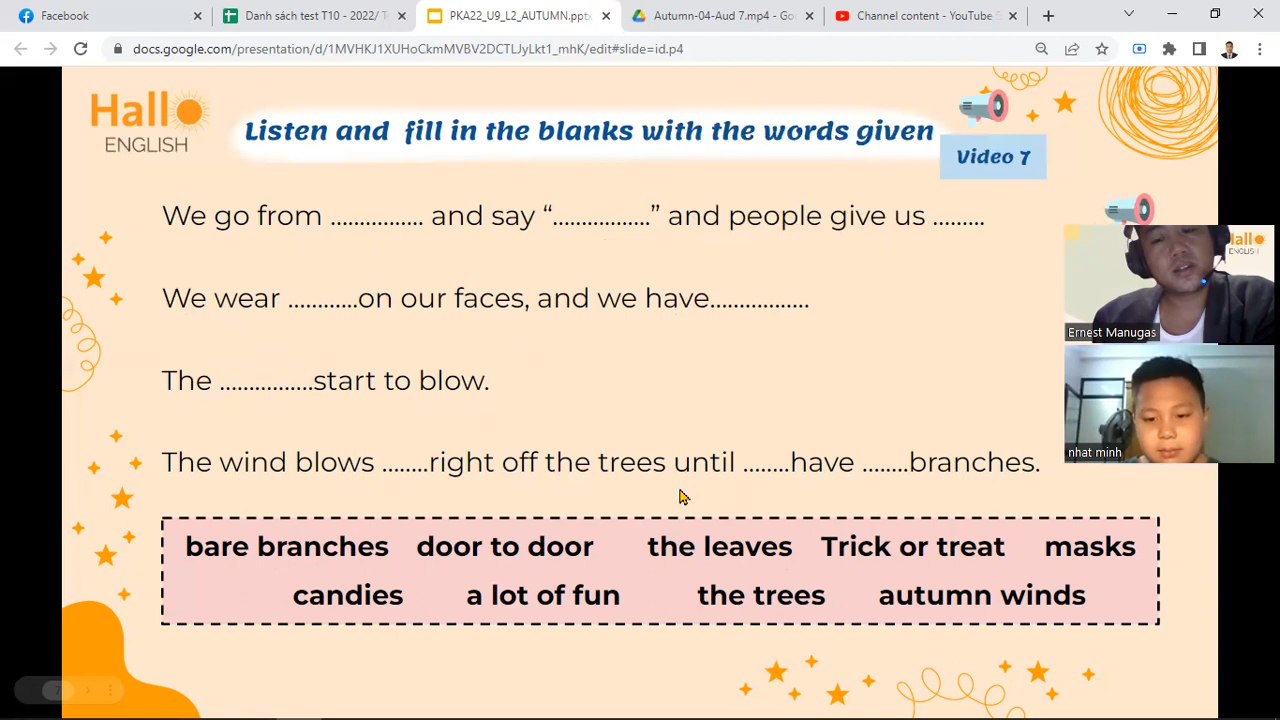 Facebook
Danh sách test T10 - 2022/ T
PKA22_U9_L2_AUTUMN.ppt
Autumn-04-Aud 7.mp4 - Go
Channel content - YouTube S
docs.google.com/presentation/d/1MVHKJ1XUHoCkmMVBV2DCTLJyLkt1_mhK/edit#slide=id.p4
Hallo
ENGLISH
Listen and fill in the blanks with the words given
Video 7
We go from .............. and say “...............” and people give us .........
We wear ...........on our faces, and we have................
The ...............start to blow.
The wind blows ........right off the trees until ........have ........branches.
bare branches door to door the leaves Trick or treat masks
candies a lot of fun the trees autumn winds
Hallo
ENGLISH
Ernest Manugas
nhat minh
7